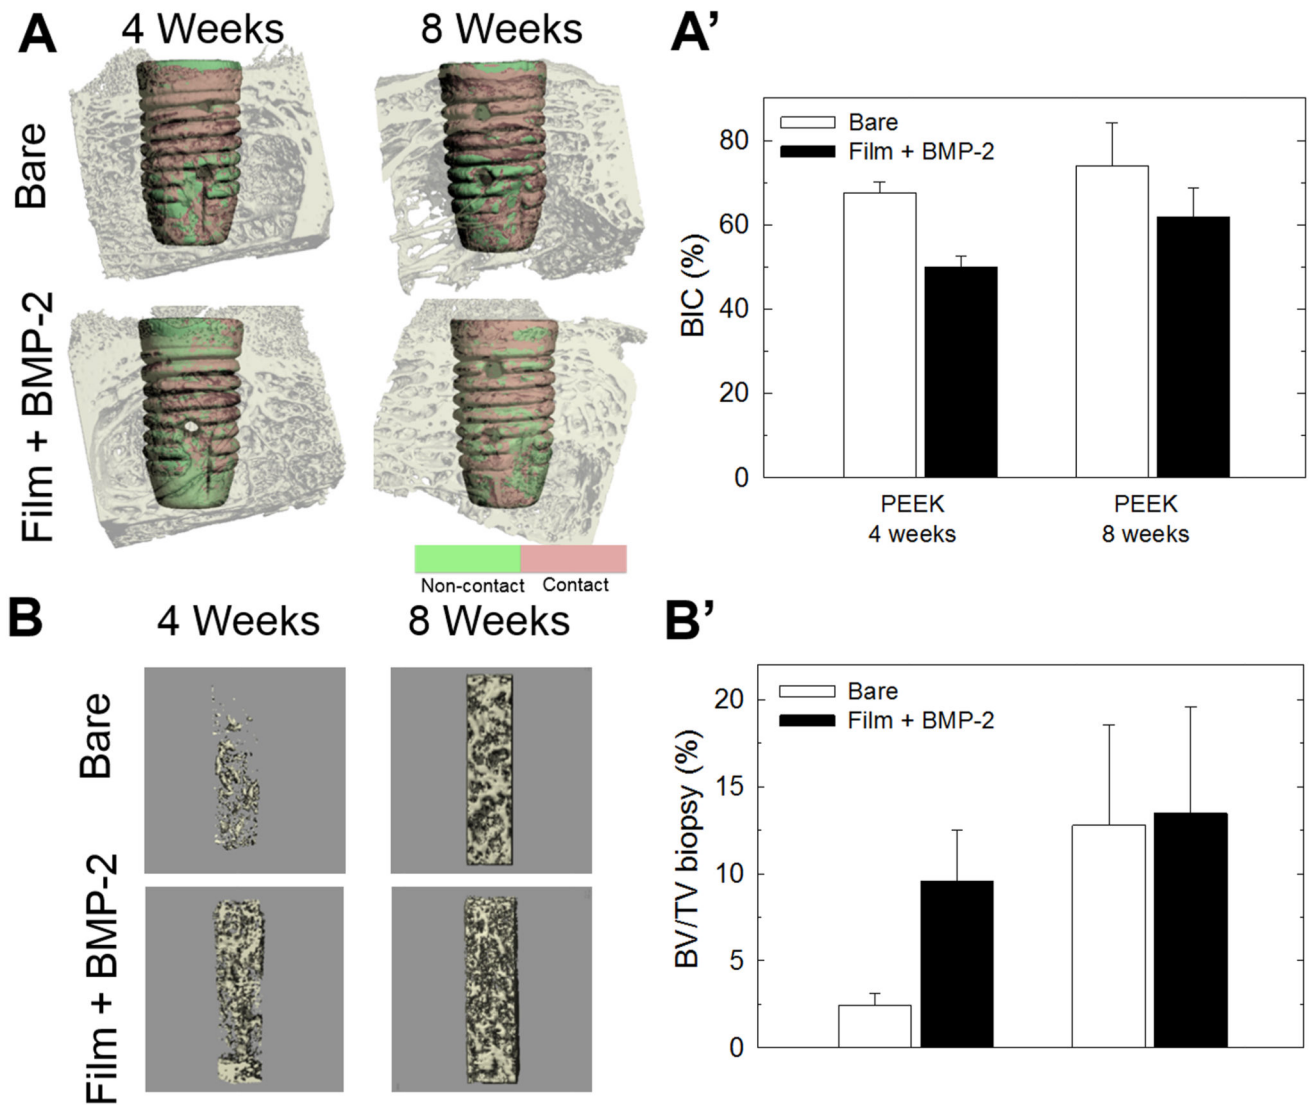 A
4 Weeks
8 Weeks
Bare
Film + BMP-2
Non-contact
Contact
A’
Bare
Film + BMP-2
BIC (%)
80
60
40
20
0
PEEK
4 weeks
PEEK
8 weeks
B
4 Weeks
8 Weeks
Bare
Film + BMP-2
B’
Bare
Film + BMP-2
BV/TV biopsy (%)
20
15
10
5
0